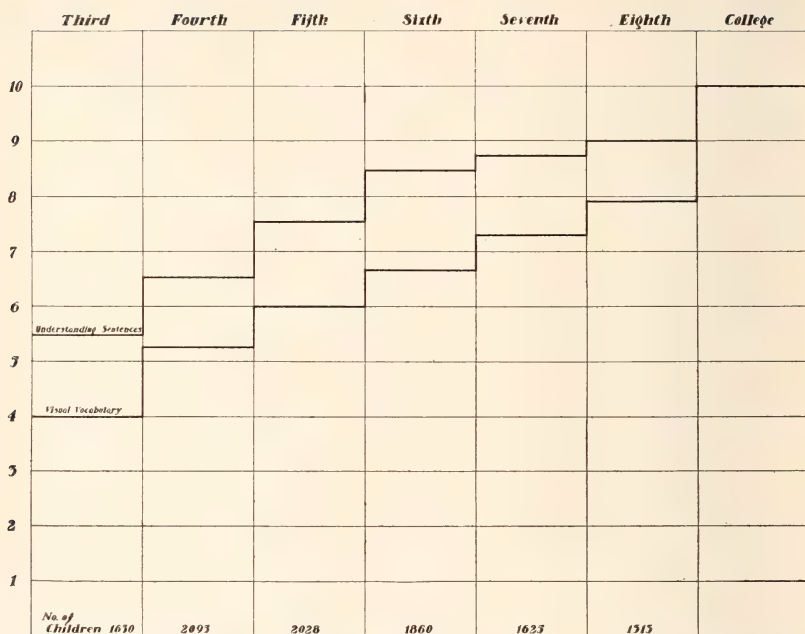 Third Fourth Fifth Sixth Seventh Eighth College
10
9
8
7
6
Understanding Sentences
5
Visual Vocabulary
4
3
2
1
No. of
Children 1630 2093 2028 1860 1623 1313